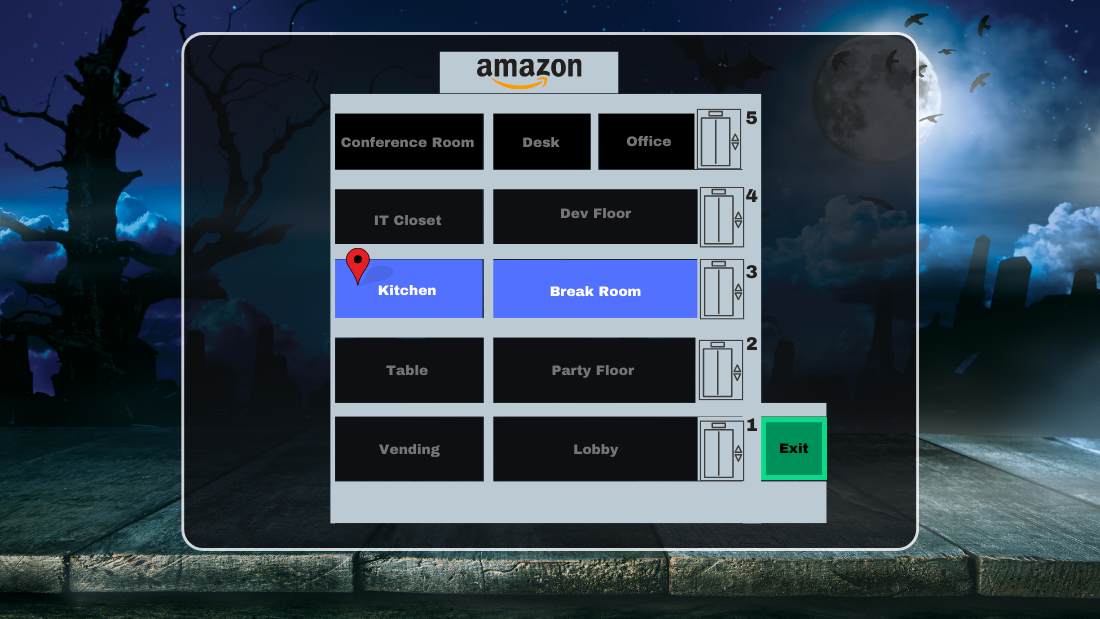 amazon
Conference Room Desk Office 5
IT Closet Dev Floor 4
Kitchen Break Room 3
Table Party Floor 2
Vending Lobby 1 Exit